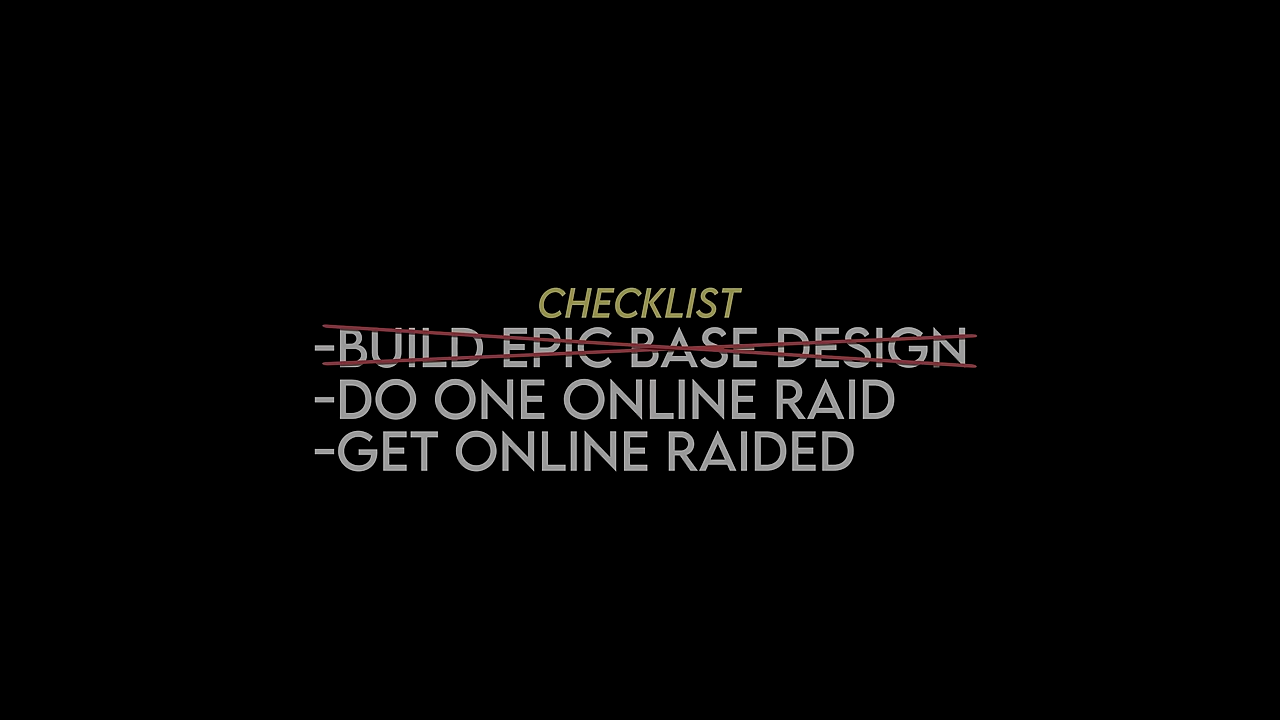 CHECKLIST
-BUILD EPIC BASE DESIGN
-DO ONE ONLINE RAID
-GET ONLINE RAIDED